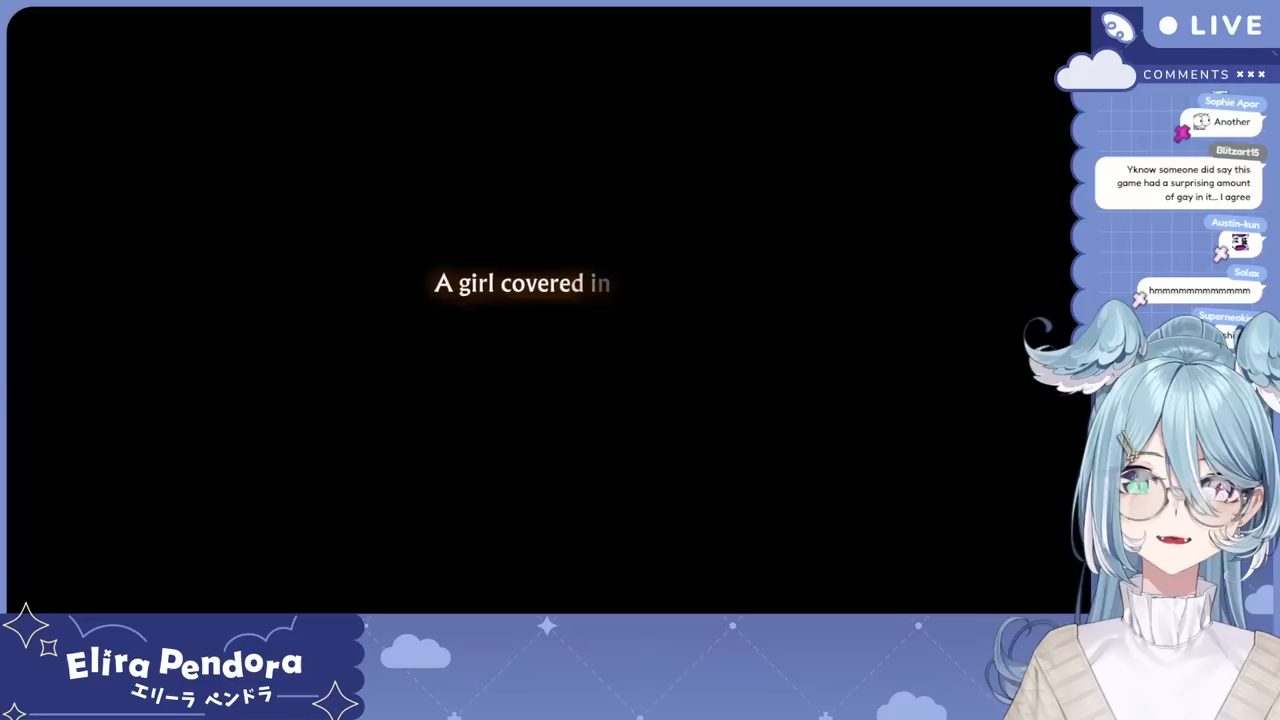 A girl covered in
LIVE
COMMENTS
Sophie Apor
Another
Blitzart15
Yknow someone did say this
game had a surprising amount
of gay in it... I agree
Austin-kun
Solax
hmmmmmmmmmmmm
Elira Pendora
エリーラ ペンドラ